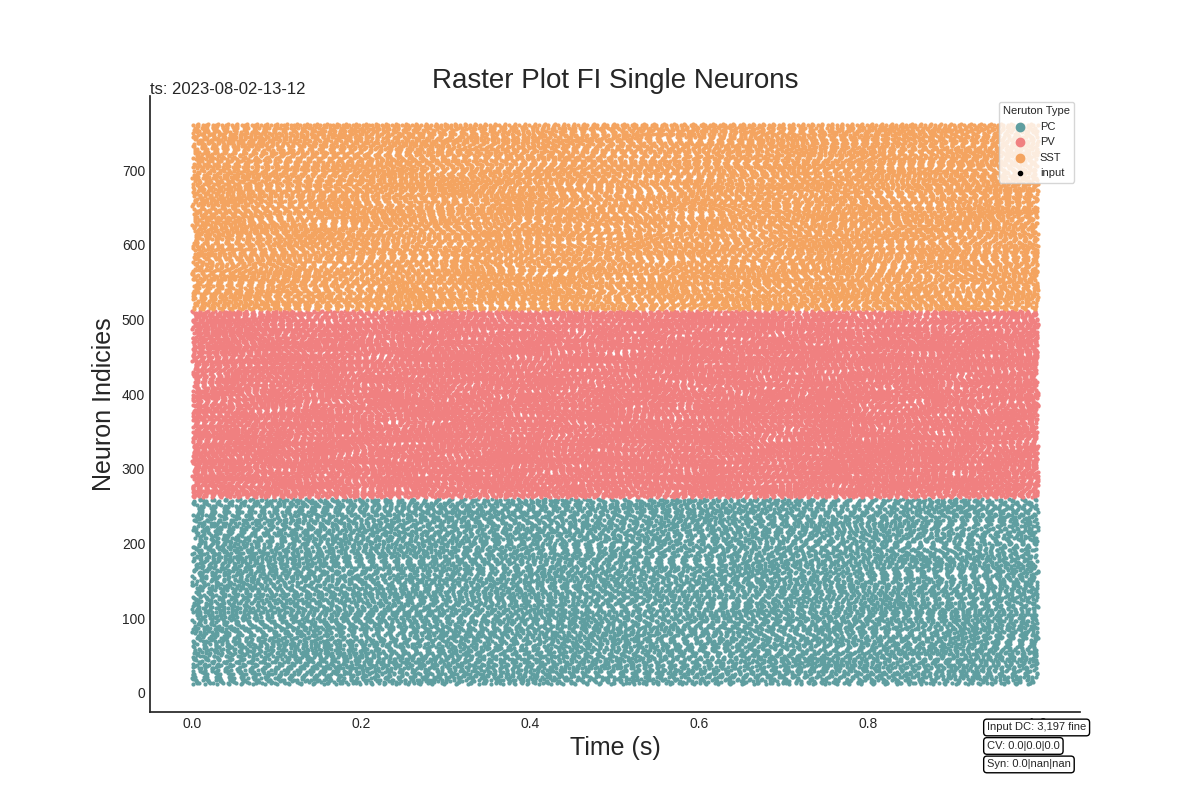 Raster Plot FI Single Neurons
ts: 2023-08-02-13-12
Neruton Type
PC
PV
SST
input
Neuron Indicies
700
600
500
400
300
200
100
0
0.0 0.2 0.4 0.6 0.8
Time (s)
Input DC: 3,197 fine
CV: 0.0|0.0|0.0
Syn: 0.0|nan|nan